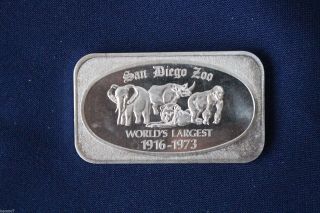 San Diego Zoo
WORLD'S LARGEST
1916-1973